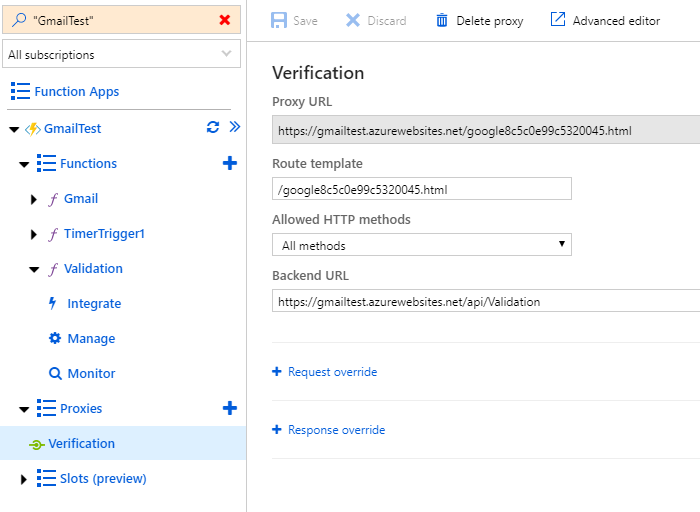 "GmailTest"
All subscriptions
Function Apps
GmailTest
Functions
Gmail
TimerTrigger1
Validation
Integrate
Manage
Monitor
Proxies
Verification
Slots (preview)
Save Discard Delete proxy Advanced editor
Verification
Proxy URL
https://gmailtest.azurewebsites.net/google8c5c0e99c5320045.html
Route template
/google8c5c0e99c5320045.html
Allowed HTTP methods
All methods
Backend URL
https://gmailtest.azurewebsites.net/api/Validation
Request override
Response override